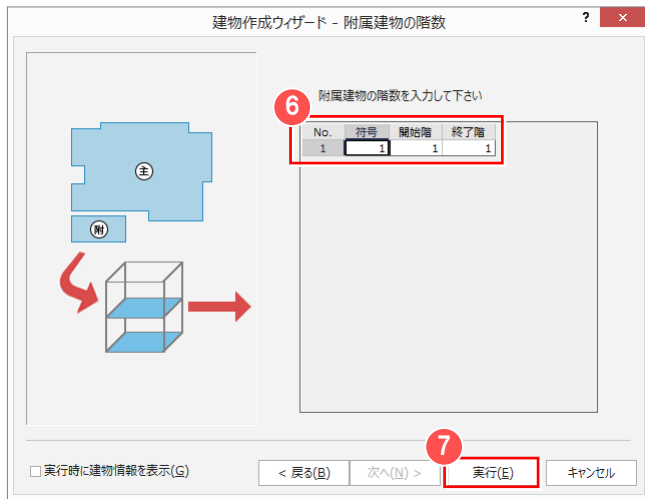 建物作成ウィザード - 附属建物の階数
?
×
附属建物の階数を入力して下さい
6
No. 符号 開始階 終了階
1 1 1 1
主
附
7
実行時に建物情報を表示(G)
< 戻る(B)
次へ(N) >
実行(E)
キャンセル